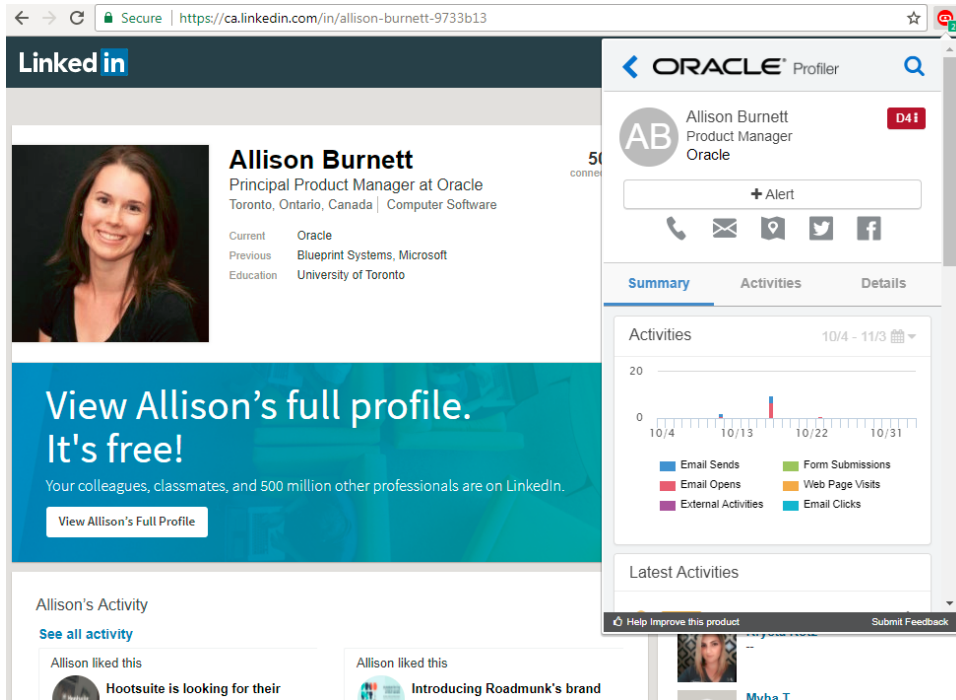 Secure | https://ca.linkedin.com/in/allison-burnett-9733b13
2
Linked in
Allison Burnett
Principal Product Manager at Oracle
Toronto, Ontario, Canada | Computer Software
Current Oracle
Previous Blueprint Systems, Microsoft
Education University of Toronto
View Allison's full profile.
It's free!
Your colleagues, classmates, and 500 million other professionals are on LinkedIn.
View Allison's Full Profile
Allison's Activity
See all activity
Allison liked this
Hootsuite is looking for their
Allison liked this
Introducing Roadmunk's brand
ORACLE Profiler
AB
Allison Burnett
D4
Product Manager
Oracle
+ Alert
Summary Activities Details
Activities 10/4 - 11/3
20
0
10/4 10/13 10/22 10/31
Email Sends Form Submissions
Email Opens Web Page Visits
External Activities Email Clicks
Latest Activities
Help Improve this product Submit Feedback
--
Myha T